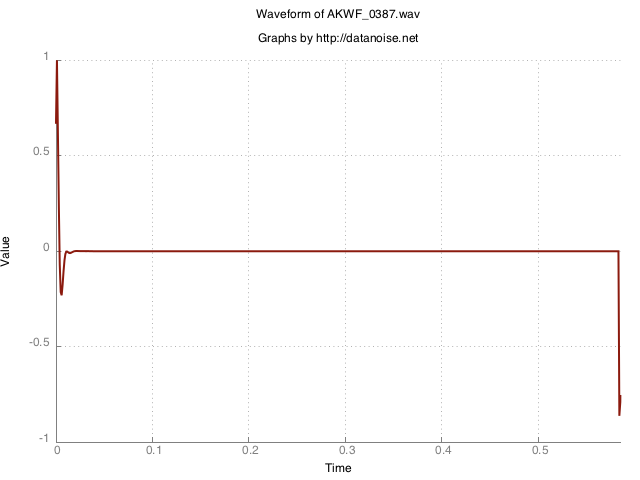 Waveform of AKWF_0387.wav
Graphs by http://datanoise.net
1
0.5
0
-0.5
-1
Value
0 0.1 0.2 0.3 0.4 0.5
Time